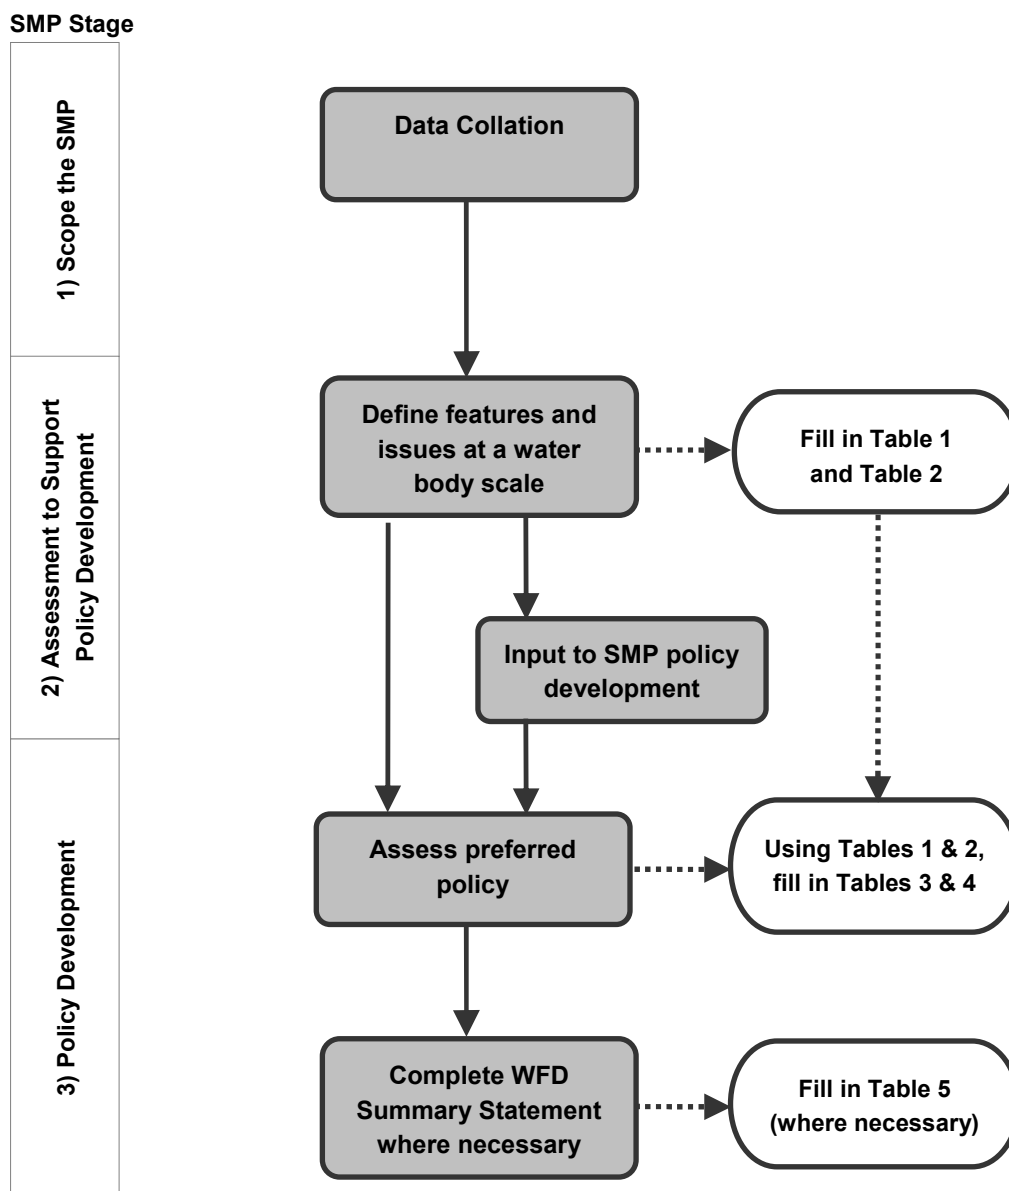 SMP Stage
1) Scope the SMP
Data Collation
2) Assessment to Support
Policy Development
Define features and
issues at a water
body scale
Fill in Table 1
and Table 2
Input to SMP policy
development
3) Policy Development
Assess preferred
policy
Using Tables 1 & 2,
fill in Tables 3 & 4
Complete WFD
Summary Statement
where necessary
Fill in Table 5
(where necessary)